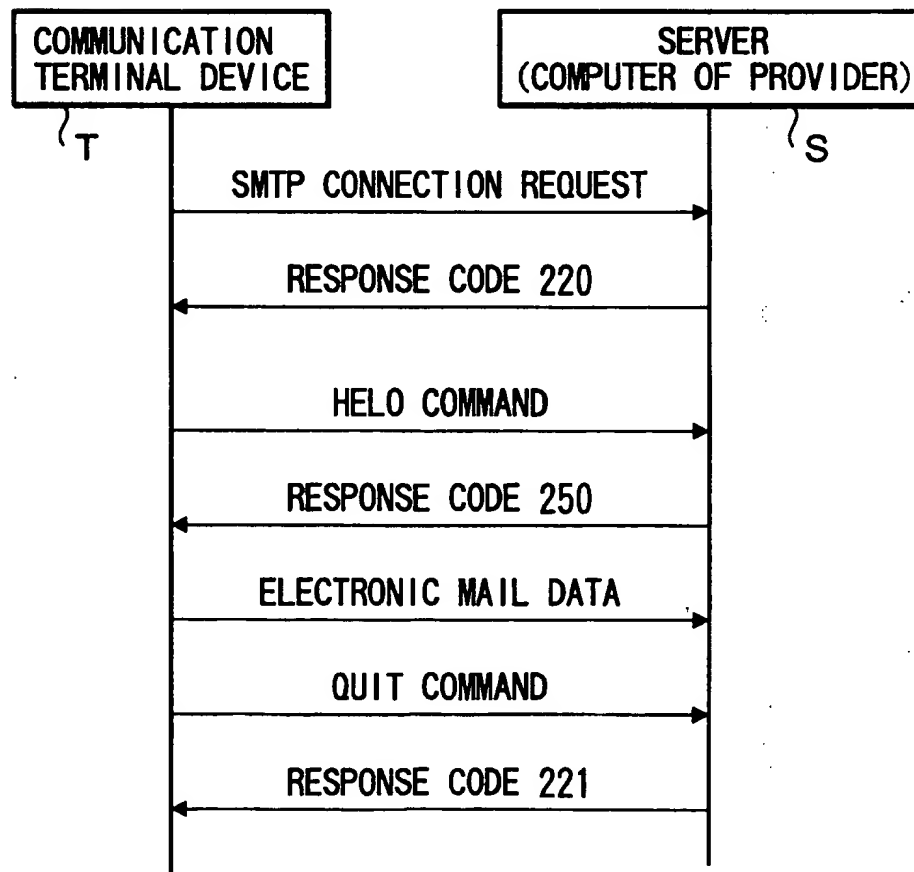 COMMUNICATION
TERMINAL DEVICE
SERVER
(COMPUTER OF PROVIDER)
T
S
SMTP CONNECTION REQUEST
RESPONSE CODE 220
HELO COMMAND
RESPONSE CODE 250
ELECTRONIC MAIL DATA
QUIT COMMAND
RESPONSE CODE 221